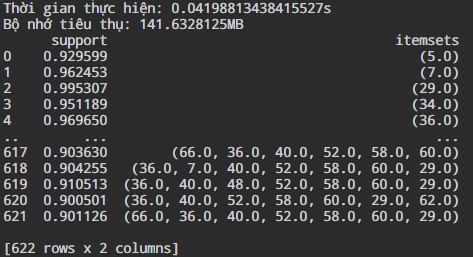 Thời gian thực hiện: 0.04198813438415527s
Bộ nhớ tiêu thụ: 141.6328125MB
support itemsets
0 0.929599 (5.0)
1 0.962453 (7.0)
2 0.995307 (29.0)
3 0.951189 (34.0)
4 0.969650 (36.0)
.. ... ...
617 0.903630 (66.0, 36.0, 40.0, 52.0, 58.0, 60.0)
618 0.904255 (36.0, 7.0, 40.0, 52.0, 58.0, 60.0, 29.0)
619 0.910513 (36.0, 40.0, 48.0, 52.0, 58.0, 60.0, 29.0)
620 0.900501 (36.0, 40.0, 52.0, 58.0, 60.0, 29.0, 62.0)
621 0.901126 (66.0, 36.0, 40.0, 52.0, 58.0, 60.0, 29.0)
[622 rows x 2 columns]